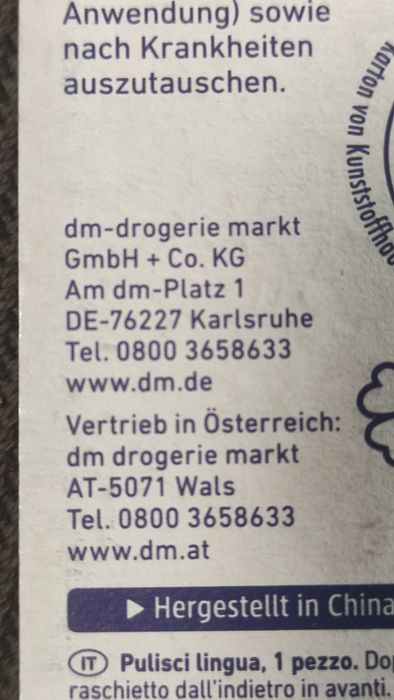 Anwendung) sowie
nach Krankheiten
auszutauschen.
Karton von
dm-drogerie markt
GmbH + Co. KG
Am dm-Platz 1
DE-76227 Karlsruhe
Tel. 0800 3658633
www.dm.de
Vertrieb in Österreich:
dm drogerie markt
AT-5071 Wals
Tel. 0800 3658633
www.dm.at
▶ Hergestellt in China
IT Pulisci lingua, 1 pezzo.
raschietto dall'indietro in avanti.